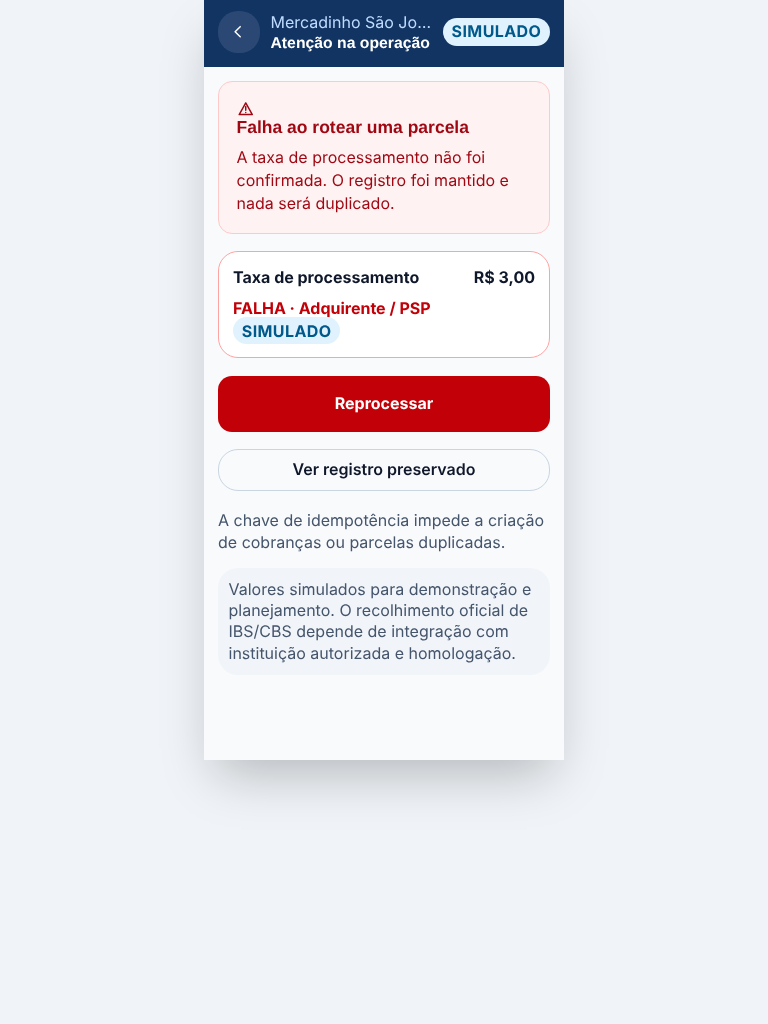 Mercadinho São Jo...
Atenção na operação
SIMULADO
Falha ao rotear uma parcela
A taxa de processamento não foi
confirmada. O registro foi mantido e
nada será duplicado.
Taxa de processamento
R$ 3,00
FALHA · Adquirente / PSP
SIMULADO
Reprocessar
Ver registro preservado
A chave de idempotência impede a criação
de cobranças ou parcelas duplicadas.
Valores simulados para demonstração e
planejamento. O recolhimento oficial de
IBS/CBS depende de integração com
instituição autorizada e homologação.